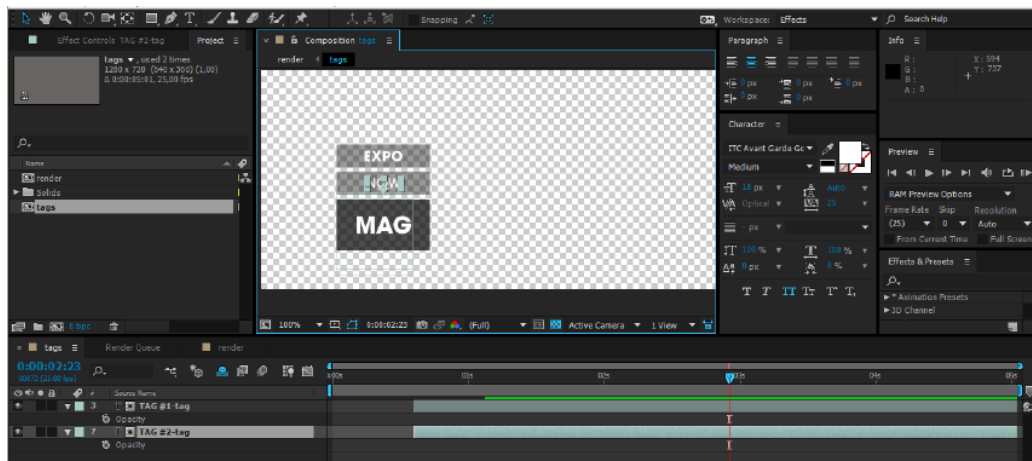 Snapping
Workspace: Effects
Search Help
Effect Controls TAG #2-tag
Project
Composition tags
Paragraph
Info
tags ▼, used 2 times
1280 x 720 (640 x 360) (1,00)
Δ 0:00:05:01, 25,00 fps
render
tags
R :
G :
B :
A : 0
X : 594
Y : 737
0 px
0 px
0 px
0 px
0 px
EXPO
NOW
MAG
Character
ITC Avant Garde Gc
Medium
Preview
18 px
Auto
Optical
25
- px
100 %
100 %
0 px
0 %
T T TT Tт T' T,
RAM Preview Options
Frame Rate Skip Resolution
(25) 0 Auto
From Current Time Full Screen
Effects & Presets
* Animation Presets
3D Channel
Name
render
Solids
tags
8 bpc
100%
0:00:02:23
(Full)
Active Camera
1 View
tags
Render Queue
render
0:00:02:23
00073 (25.00 fps)
01s
02s
04s
05s
# Source Name
3 TAG #1-tag
Opacity
7 TAG #2-tag
Opacity